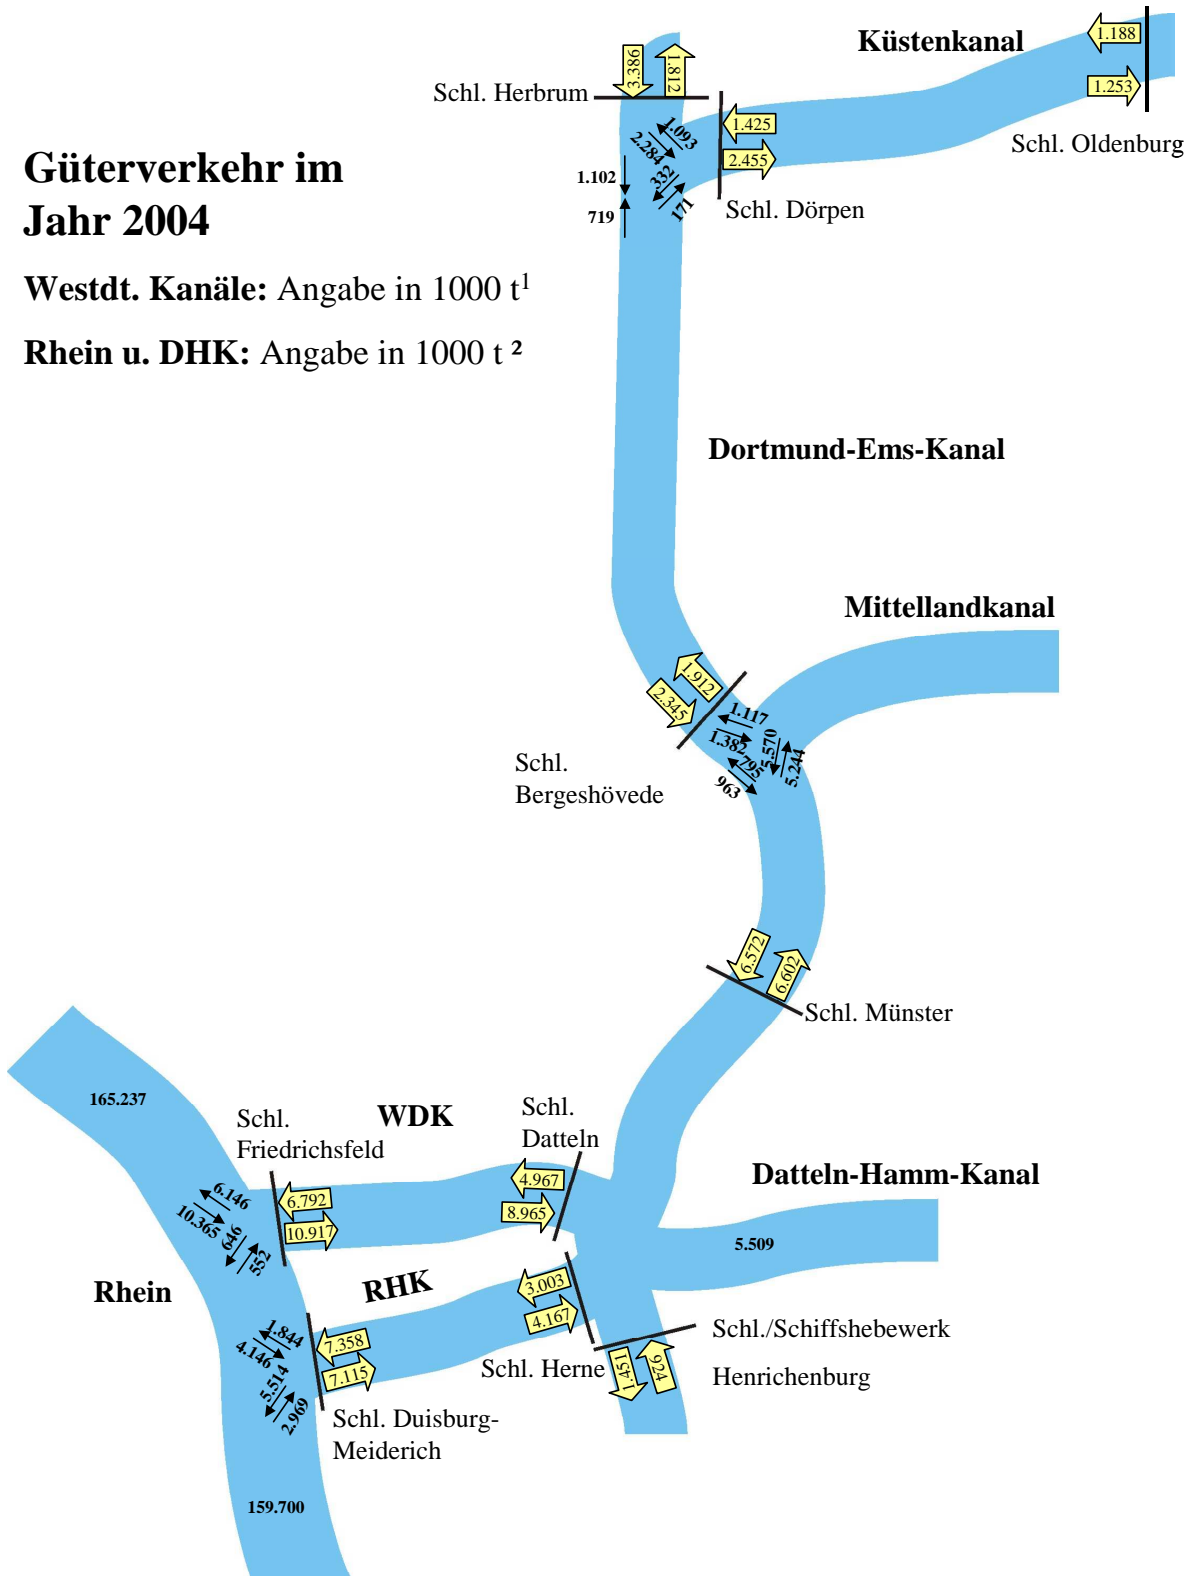 Küstenkanal
1.188
1.253
3.386
1.812
Schl. Herbrum
1.425
2.455
Schl. Oldenburg
1.093
2.284
332
171
1.102
719
Schl. Dörpen
Güterverkehr im
Jahr 2004
Westdt. Kanäle: Angabe in 1000 t¹
Rhein u. DHK: Angabe in 1000 t ²
Dortmund-Ems-Kanal
Mittellandkanal
1.912
2.345
1.117
1.382
5.570
5.244
795
963
Schl.
Bergeshövede
6.572
6.602
Schl. Münster
165.237
Schl.
Friedrichsfeld
WDK
Schl.
Datteln
Datteln-Hamm-Kanal
4.967
8.965
6.792
10.917
6.146
10.365
646
552
5.509
Rhein
RHK
3.003
4.167
Schl./Schiffshebewerk
Henrichenburg
1.844
4.146
5.514
2.969
7.358
7.115
Schl. Herne
1.451
924
Schl. Duisburg-
Meiderich
159.700